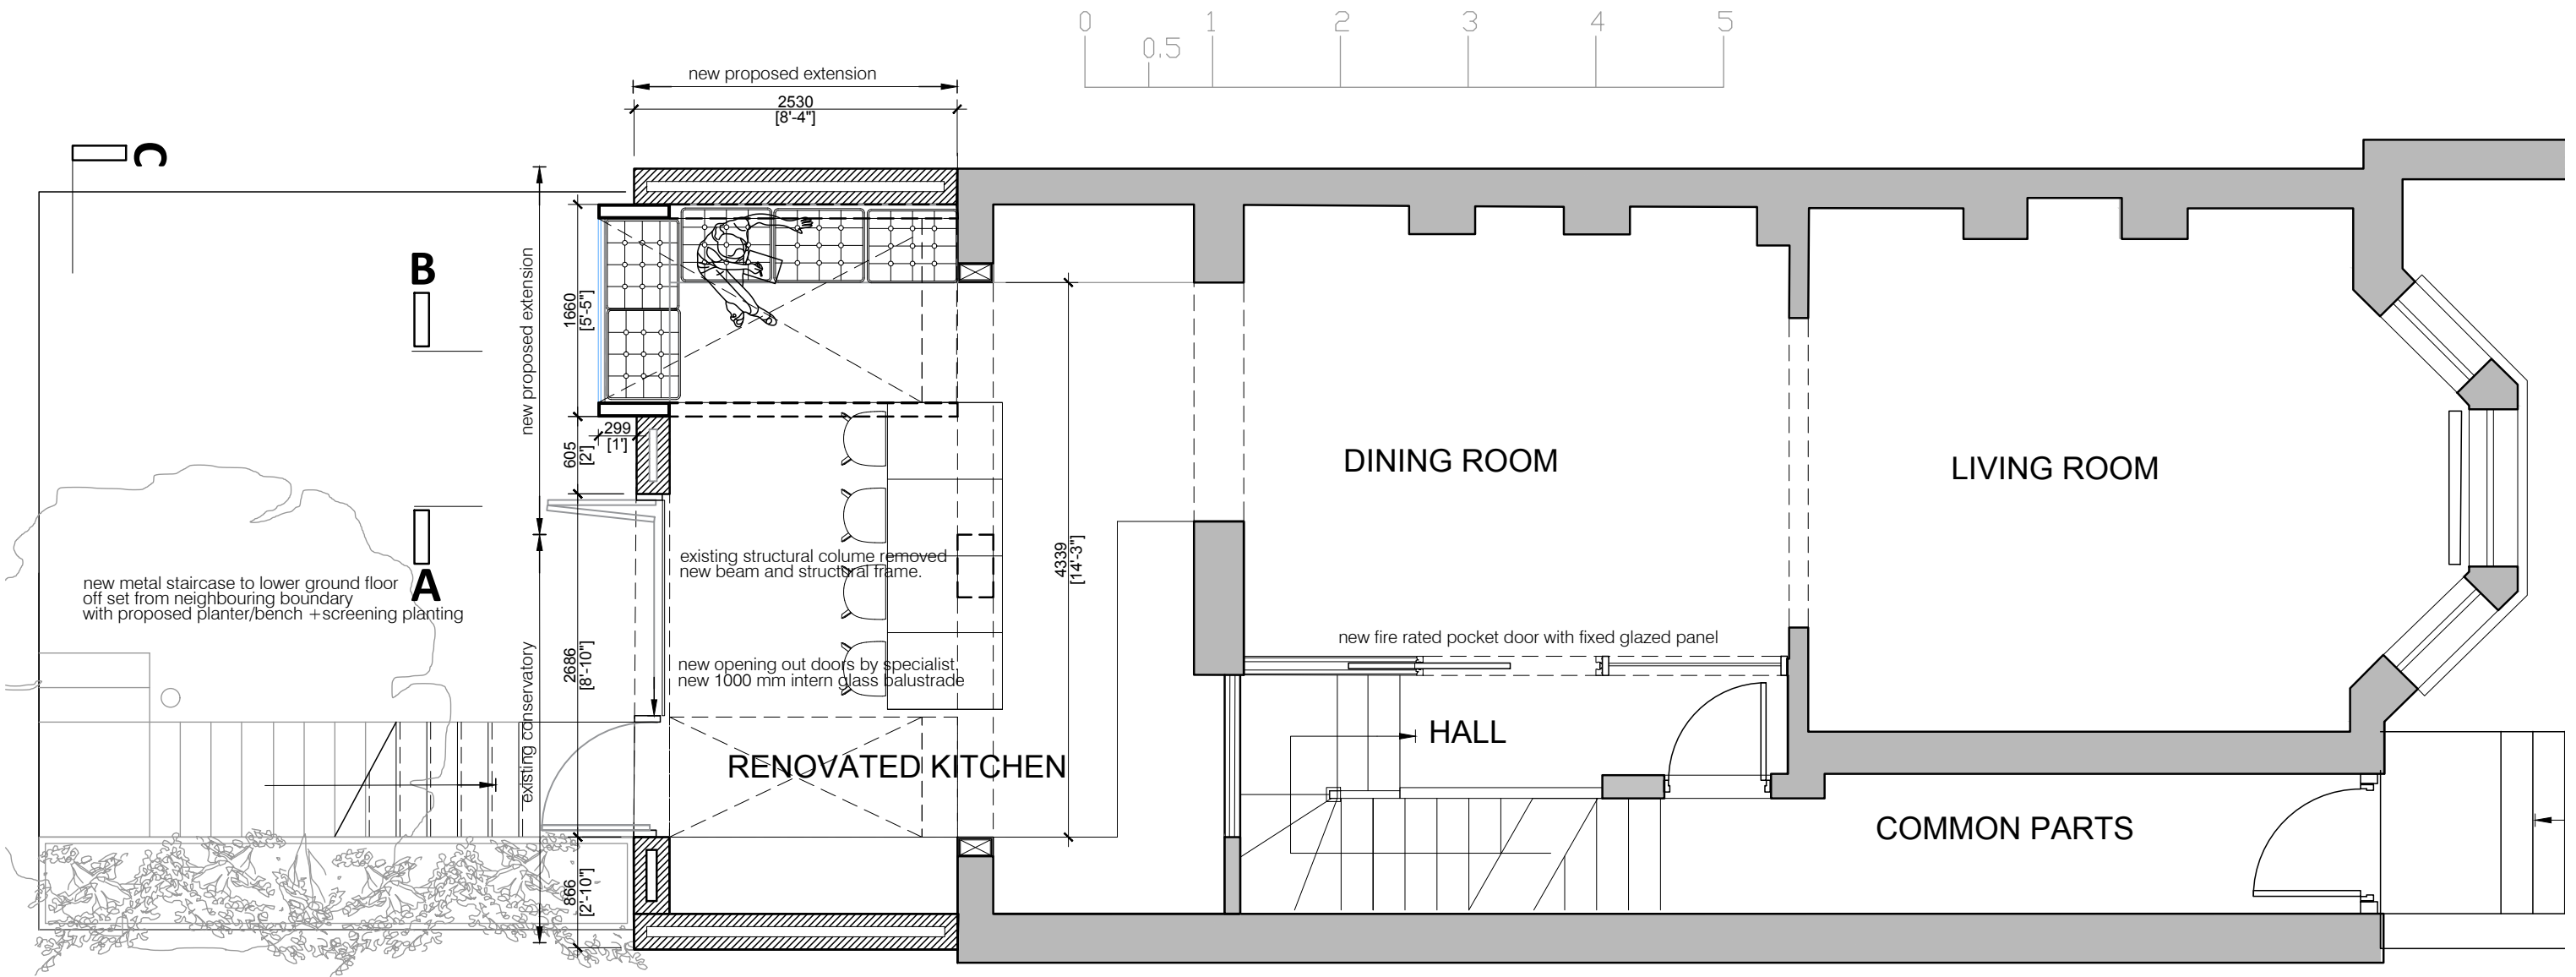 0
0.5
1
2
3
4
5
new proposed extension
2530
[8'-4"]
C
B
A
new proposed extension
1660
[5'-5"]
299
[1']
605
[2']
2686
[8'-10"]
866
[2'-10"]
existing conservatory
4339
[14'-3"]
new metal staircase to lower ground floor
off set from neighbouring boundary
with proposed planter/bench +screening planting
existing structural colume removed
new beam and structural frame.
new opening out doors by specialist,
new 1000 mm intern glass balustrade
RENOVATED KITCHEN
DINING ROOM
LIVING ROOM
new fire rated pocket door with fixed glazed panel
HALL
COMMON PARTS